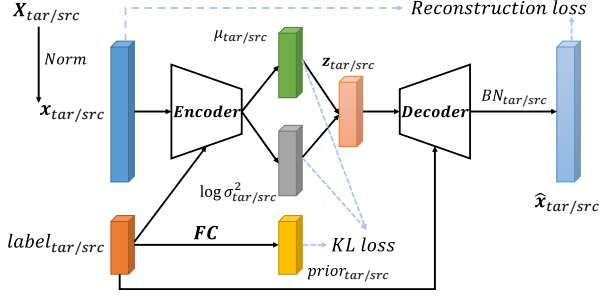 X_tar/src
Reconstruction loss
μ_tar/src
Norm
z_tar/src
x_tar/src
Encoder
Decoder
BN_tar/src
log σ²_tar/src
x̂_tar/src
label_tar/src
FC
KL loss
prior_tar/src